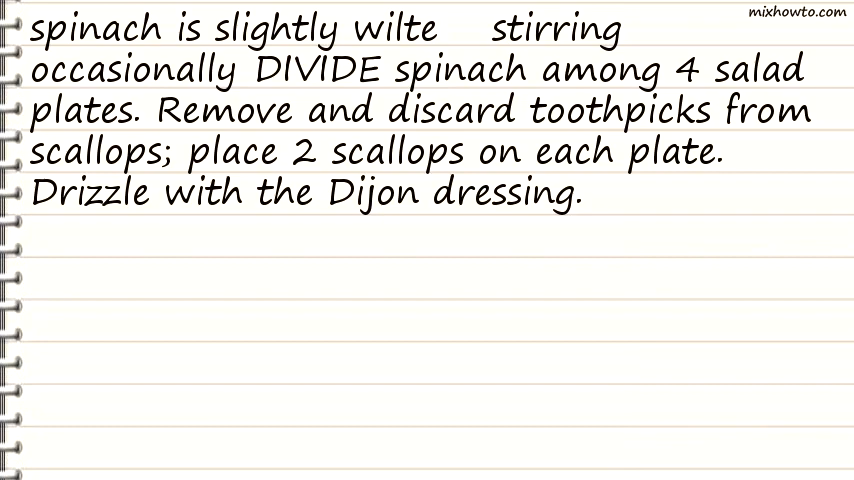 mixhowto.com
spinach is slightly wilte stirring
occasionally DIVIDE spinach among 4 salad
plates. Remove and discard toothpicks from
scallops; place 2 scallops on each plate.
Drizzle with the Dijon dressing.